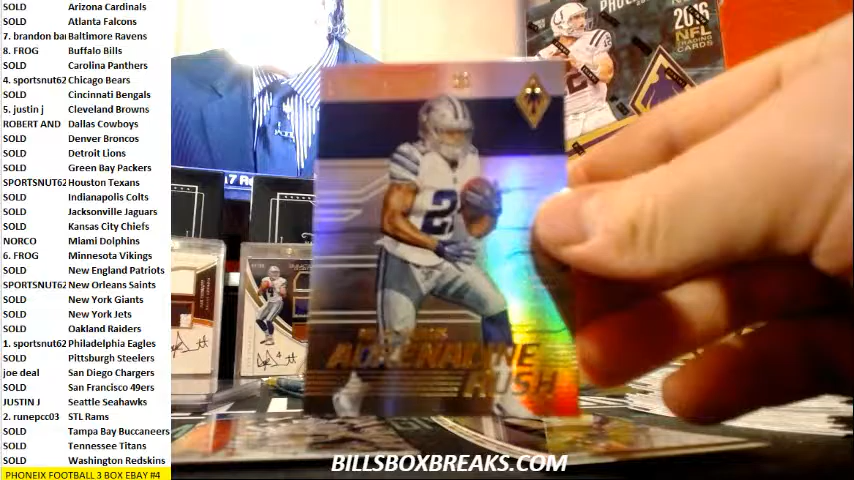 SOLD Arizona Cardinals
SOLD Atlanta Falcons
7. brandon bai Baltimore Ravens
8. FROG Buffalo Bills
SOLD Carolina Panthers
4. sportsnut62 Chicago Bears
SOLD Cincinnati Bengals
5. justin j Cleveland Browns
ROBERT AND Dallas Cowboys
SOLD Denver Broncos
SOLD Detroit Lions
SOLD Green Bay Packers
SPORTSNUT62 Houston Texans
SOLD Indianapolis Colts
SOLD Jacksonville Jaguars
SOLD Kansas City Chiefs
NORCO Miami Dolphins
6. FROG Minnesota Vikings
SOLD New England Patriots
SPORTSNUT62 New Orleans Saints
SOLD New York Giants
SOLD New York Jets
SOLD Oakland Raiders
1. sportsnut62 Philadelphia Eagles
SOLD Pittsburgh Steelers
joe deal San Diego Chargers
SOLD San Francisco 49ers
JUSTIN J Seattle Seahawks
2. runepcc03 STL Rams
SOLD Tampa Bay Buccaneers
SOLD Tennessee Titans
SOLD Washington Redskins
PHONEIX FOOTBALL 3 BOX EBAY #4
2016
NFL
TRADING
CARDS
2
ADRENALINE
RUSH
BILLSBOXBREAKS.COM